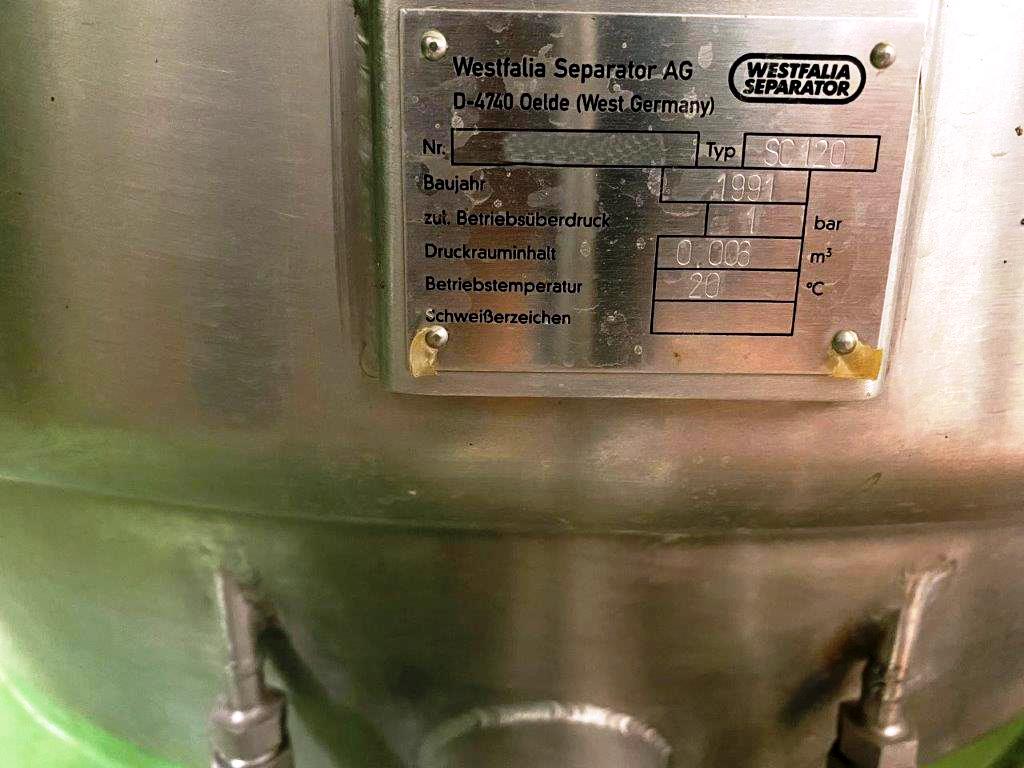 Westfalia Separator AG
WESTFALIA
SEPARATOR
D-4740 Oelde (West Germany)
Nr. Typ SC 120
Baujahr 1991
zul. Betriebsüberdruck 1 bar
Druckrauminhalt 0,008 m³
Betriebstemperatur 20 °C
Schweißerzeichen